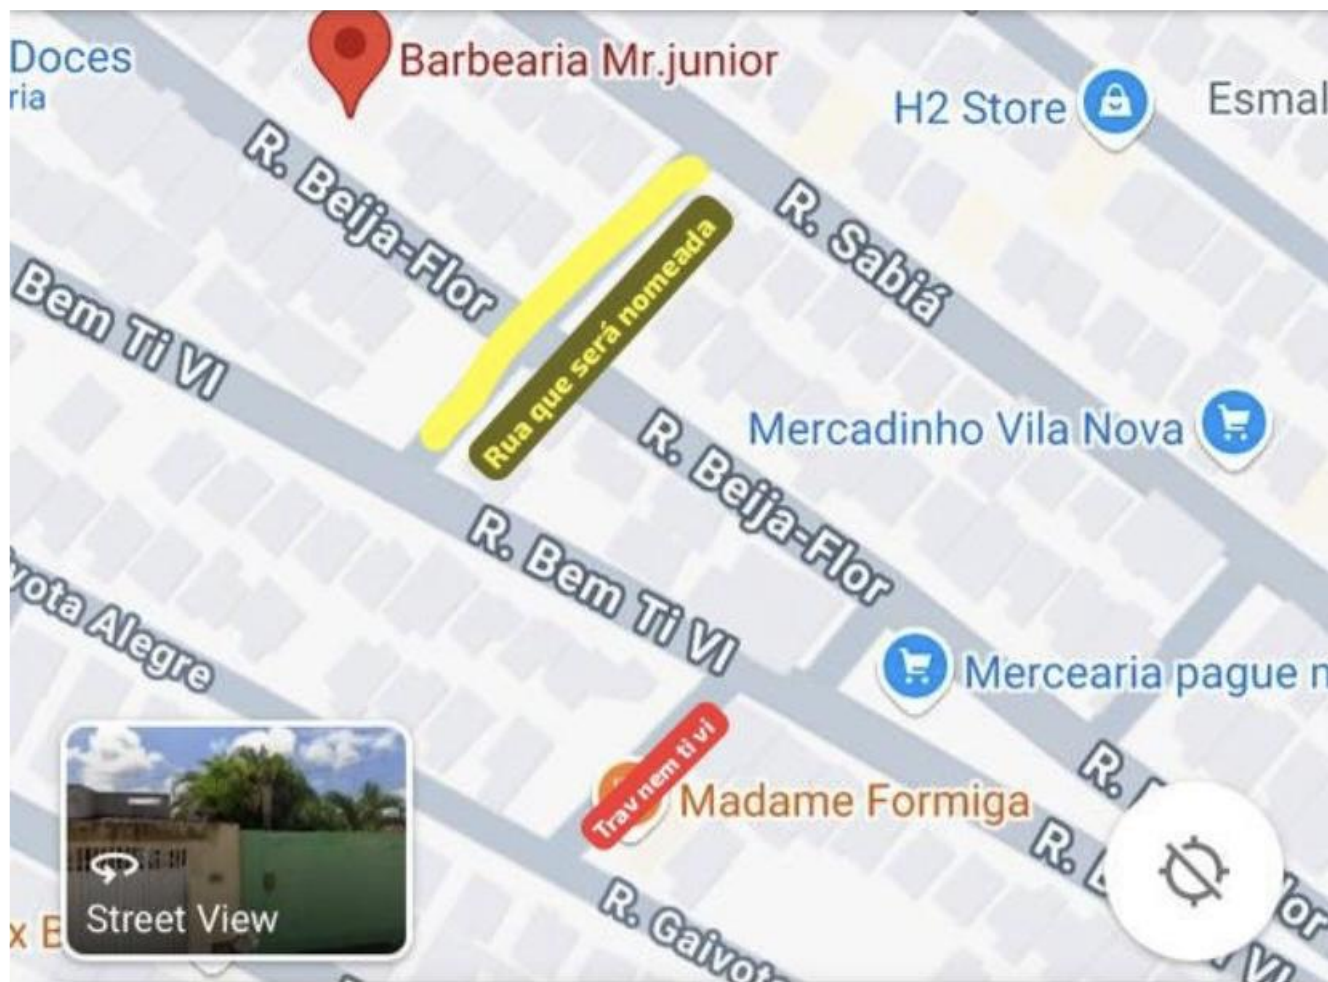 Doces
ria
Barbearia Mr.junior
H2 Store
Esmal
R. Beija-Flor
R. Sabiá
Rua que será nomeada
Bem Ti VI
Mercadinho Vila Nova
R. Beija-Flor
R. Bem Ti VI
vota Alegre
Mercearia pague
Trav nem ti vi
Madame Formiga
R.
R.
lor
VI
Street View
x B
R. Gaivota